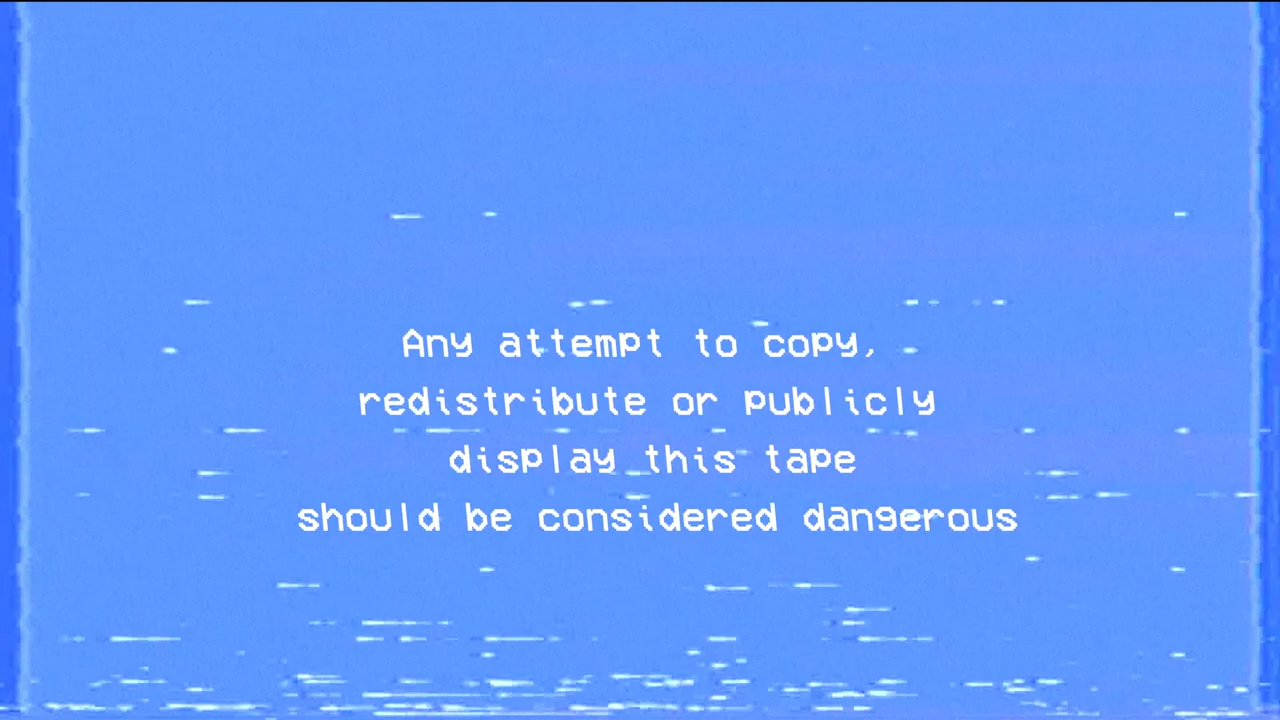 Any attempt to copy,
redistribute or publicly
display this tape
should be considered dangerous